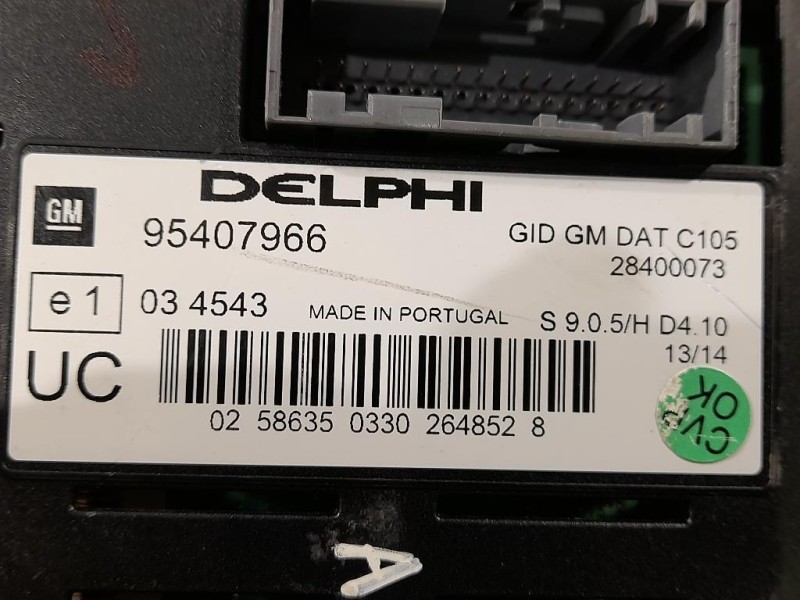 DELPHI
GM
95407966
GID GM DAT C105
28400073
e 1
03 4543
MADE IN PORTUGAL
S 9.0.5/H D4.10
13/14
UC
02 58635 0330 264852 8
OK
A